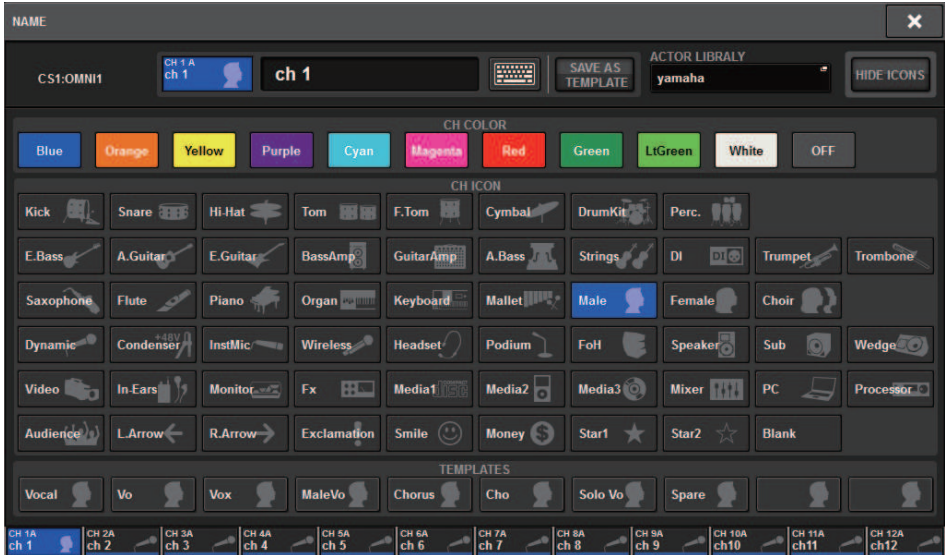 NAME
CS1:OMNI1
CH 1 A
ch 1
ch 1
SAVE AS
TEMPLATE
ACTOR LIBRALY
yamaha
HIDE ICONS
CH COLOR
Blue Orange Yellow Purple Cyan Magenta Red Green LtGreen White OFF
CH ICON
Kick Snare Hi-Hat Tom F.Tom Cymbal DrumKit Perc.
E.Bass A.Guitar E.Guitar BassAmp GuitarAmp A.Bass Strings DI DI Trumpet Trombone
Saxophone Flute Piano Organ Keyboard Mallet Male Female Choir
Dynamic Condenser +48V InstMic Wireless Headset Podium FoH Speaker Sub Wedge
Video In-Ears Monitor Fx Media1 Media2 Media3 Mixer PC Processor
Audience L.Arrow R.Arrow Exclamation Smile Money $ Star1 Star2 Blank
TEMPLATES
Vocal Vo Vox MaleVo Chorus Cho Solo Vo Spare
CH 1A CH 2A CH 3A CH 4A CH 5A CH 6A CH 7A CH 8A CH 9A CH 10A CH 11A CH 12A
ch 1 ch 2 ch 3 ch 4 ch 5 ch 6 ch 7 ch 8 ch 9 ch10 ch11 ch12